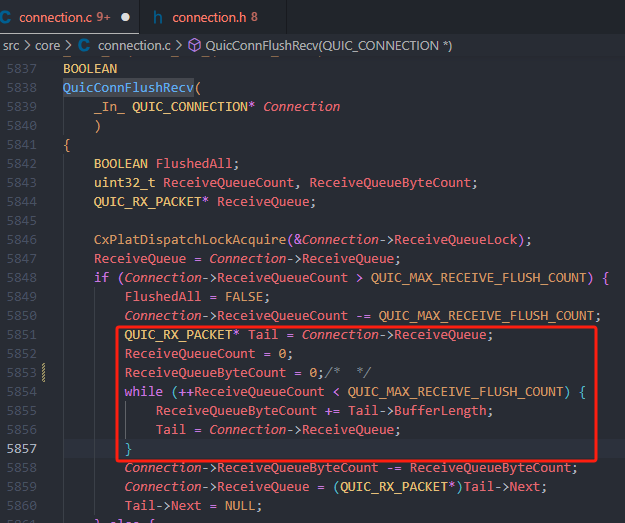 connection.c 9+
connection.h 8
src > core > connection.c > QuicConnFlushRecv(QUIC_CONNECTION *)
5837 BOOLEAN
5838 QuicConnFlushRecv(
5839 _In_ QUIC_CONNECTION* Connection
5840 )
5841 {
5842 BOOLEAN FlushedAll;
5843 uint32_t ReceiveQueueCount, ReceiveQueueByteCount;
5844 QUIC_RX_PACKET* ReceiveQueue;
5845
5846 CxPlatDispatchLockAcquire(&Connection->ReceiveQueueLock);
5847 ReceiveQueue = Connection->ReceiveQueue;
5848 if (Connection->ReceiveQueueCount > QUIC_MAX_RECEIVE_FLUSH_COUNT) {
5849 FlushedAll = FALSE;
5850 Connection->ReceiveQueueCount -= QUIC_MAX_RECEIVE_FLUSH_COUNT;
5851 QUIC_RX_PACKET* Tail = Connection->ReceiveQueue;
5852 ReceiveQueueCount = 0;
5853 ReceiveQueueByteCount = 0;/*  */
5854 while (++ReceiveQueueCount < QUIC_MAX_RECEIVE_FLUSH_COUNT) {
5855 ReceiveQueueByteCount += Tail->BufferLength;
5856 Tail = Connection->ReceiveQueue;
5857 }
5858 Connection->ReceiveQueueByteCount -= ReceiveQueueByteCount;
5859 Connection->ReceiveQueue = (QUIC_RX_PACKET*)Tail->Next;
5860 Tail->Next = NULL;